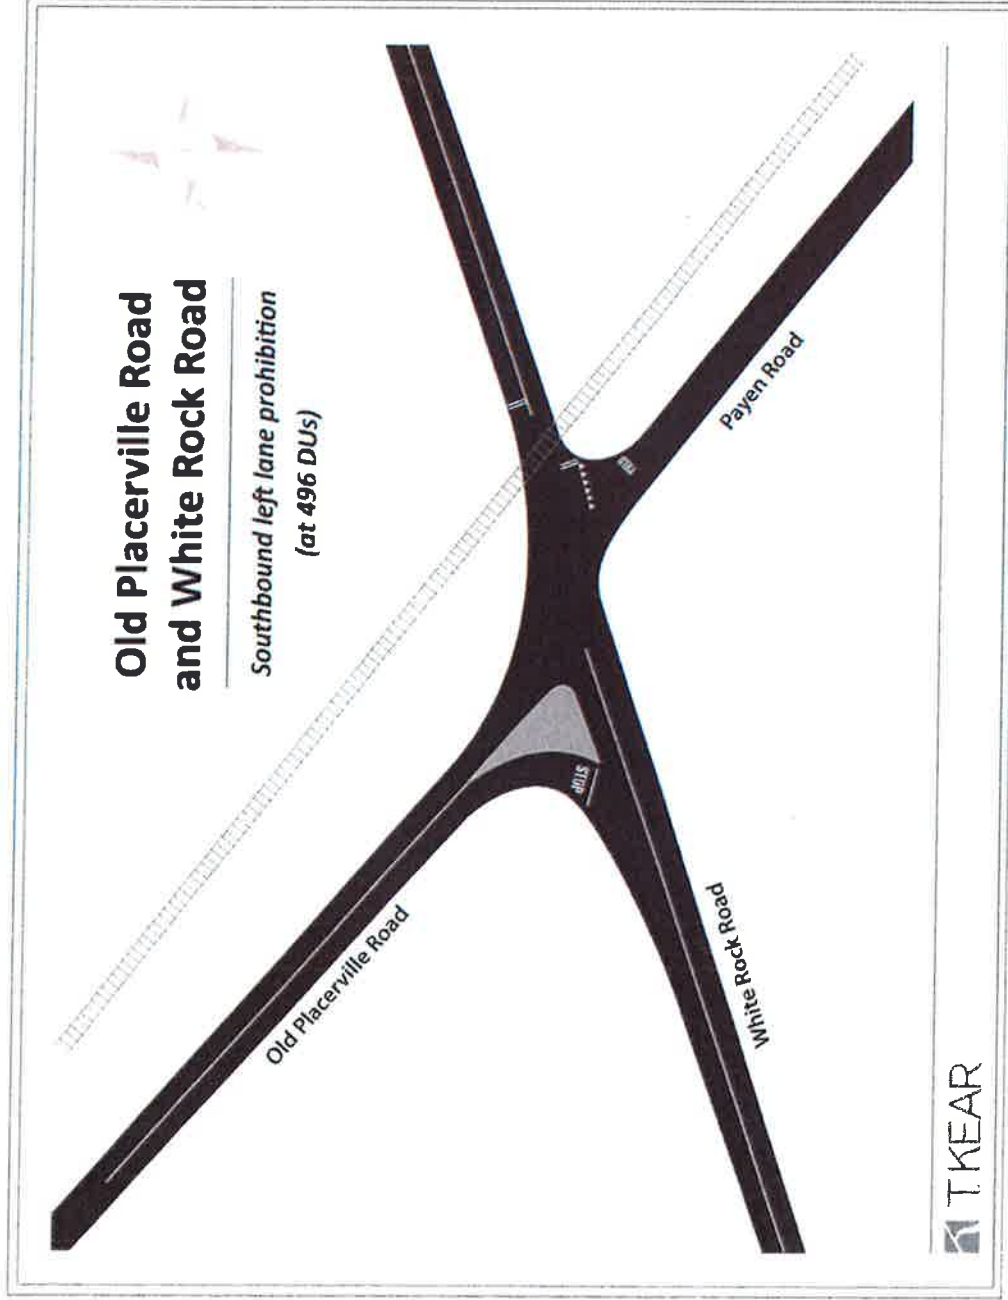 Old Placerville Road
and White Rock Road
Southbound left lane prohibition
(at 496 DUs)
Old Placerville Road
STOP
Payen Road
White Rock Road
T.KEAR